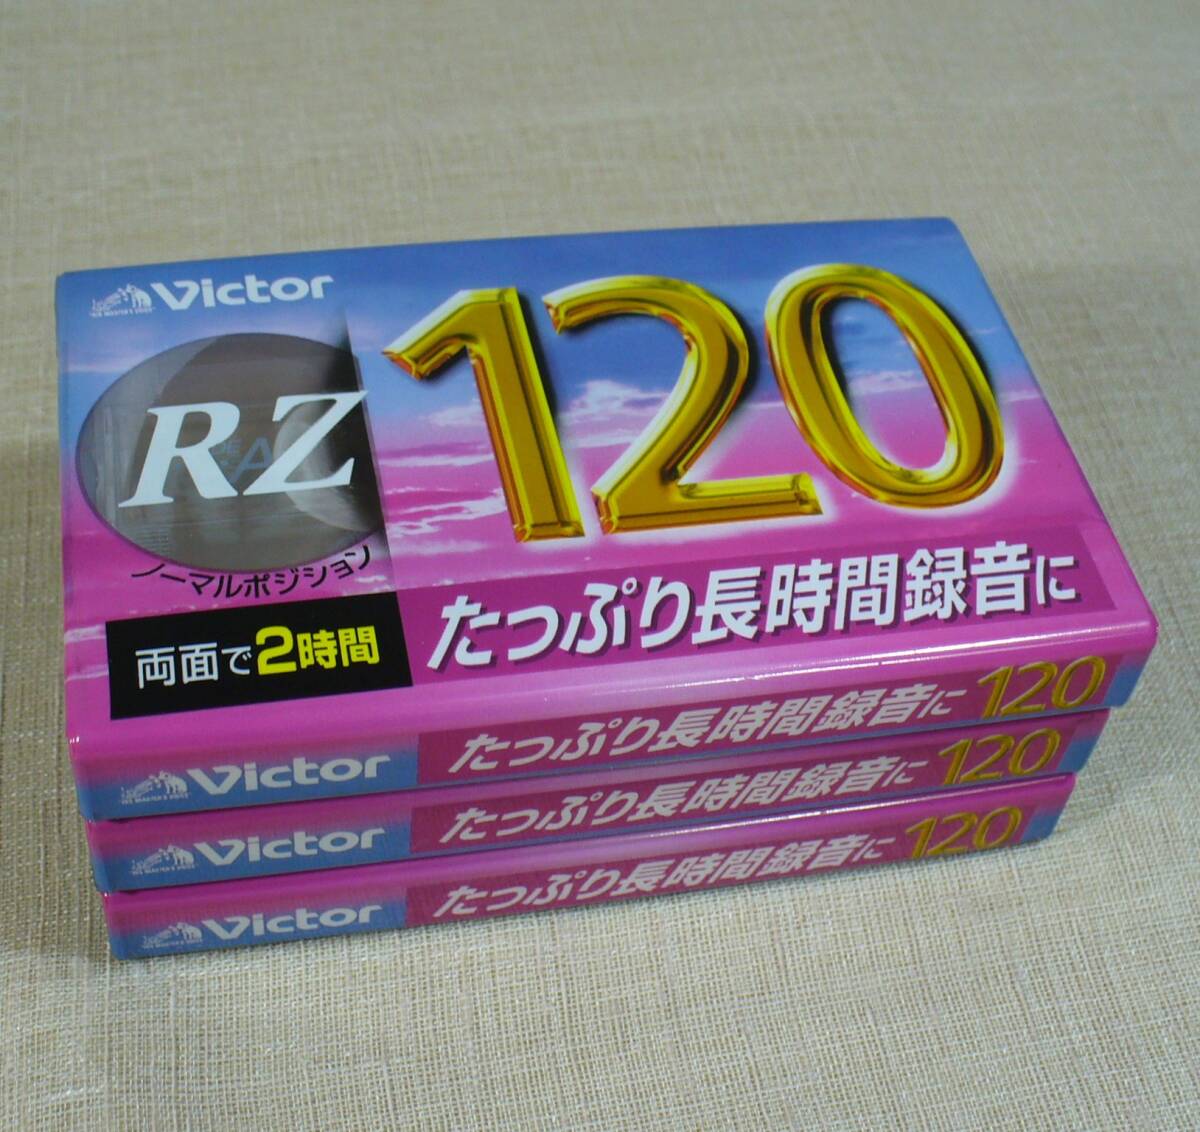 Victor
HIS MASTER'S VOICE
120
RZ
ノーマルポジション
両面で2時間
たっぷり長時間録音に
Victor
たっぷり長時間録音に 120
Victor
たっぷり長時間録音に 120
Victor
たっぷり長時間録音に 120